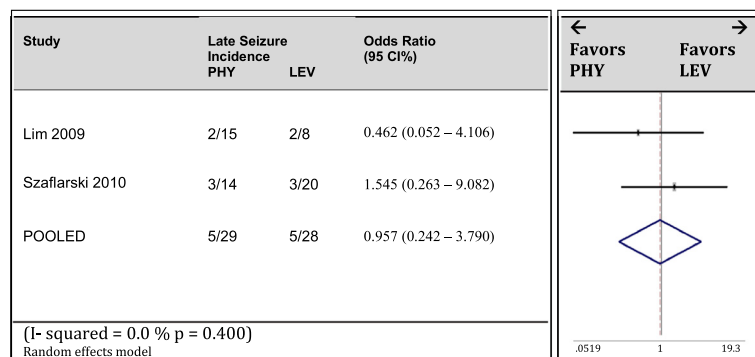 Study Late Seizure Odds Ratio
Incidence (95 CI%)
PHY LEV
← →
Favors Favors
PHY LEV
Lim 2009 2/15 2/8 0.462 (0.052 – 4.106)
Szaflarski 2010 3/14 3/20 1.545 (0.263 – 9.082)
POOLED 5/29 5/28 0.957 (0.242 – 3.790)
(I- squared = 0.0 % p = 0.400)
Random effects model
.0519 1 19.3